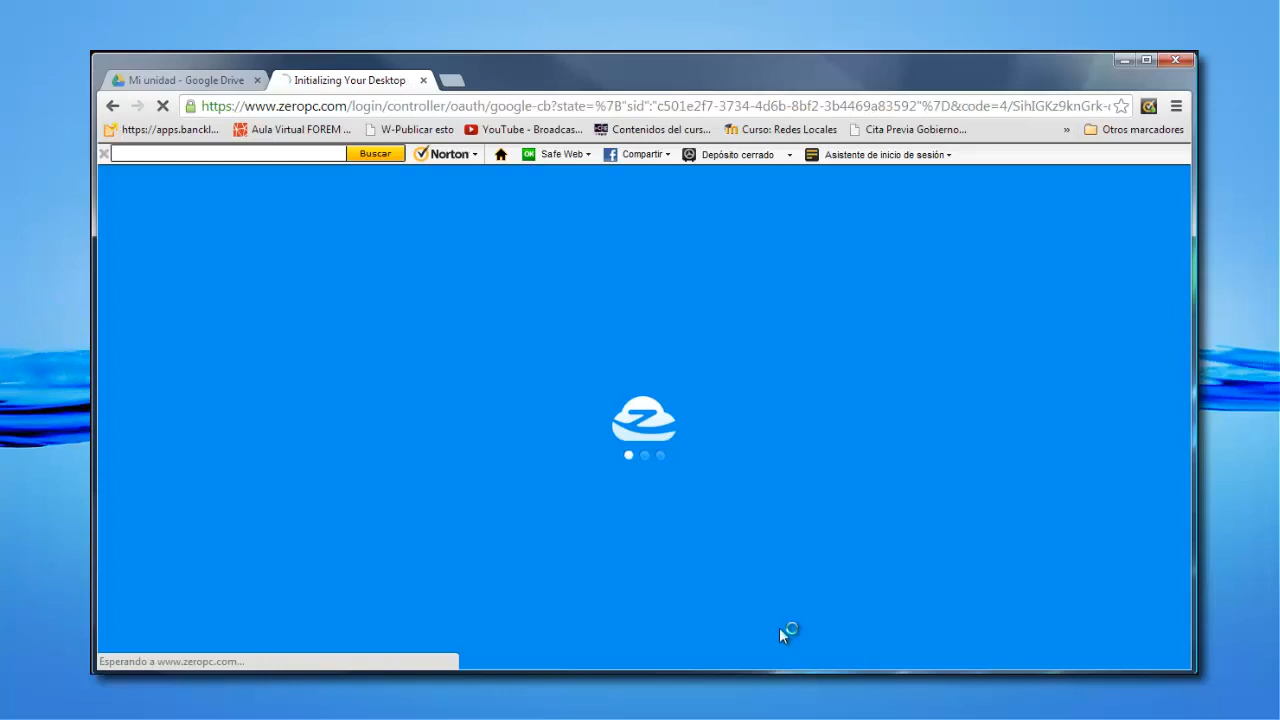 Mi unidad - Google Drive
Initializing Your Desktop
https://www.zeropc.com/login/controller/oauth/google-cb?state=%7B"sid":"c501e2f7-3734-4d6b-8bf2-3b4469a83592"%7D&code=4/SihIGKz9knGrk-
https://apps.banckl...
Aula Virtual FOREM ...
W-Publicar esto
YouTube - Broadcas...
Contenidos del curs...
Curso: Redes Locales
Cita Previa Gobierno...
»
Otros marcadores
Buscar
Norton
OK
Safe Web
Compartir
Depósito cerrado
Asistente de inicio de sesión
Z
Esperando a www.zeropc.com...